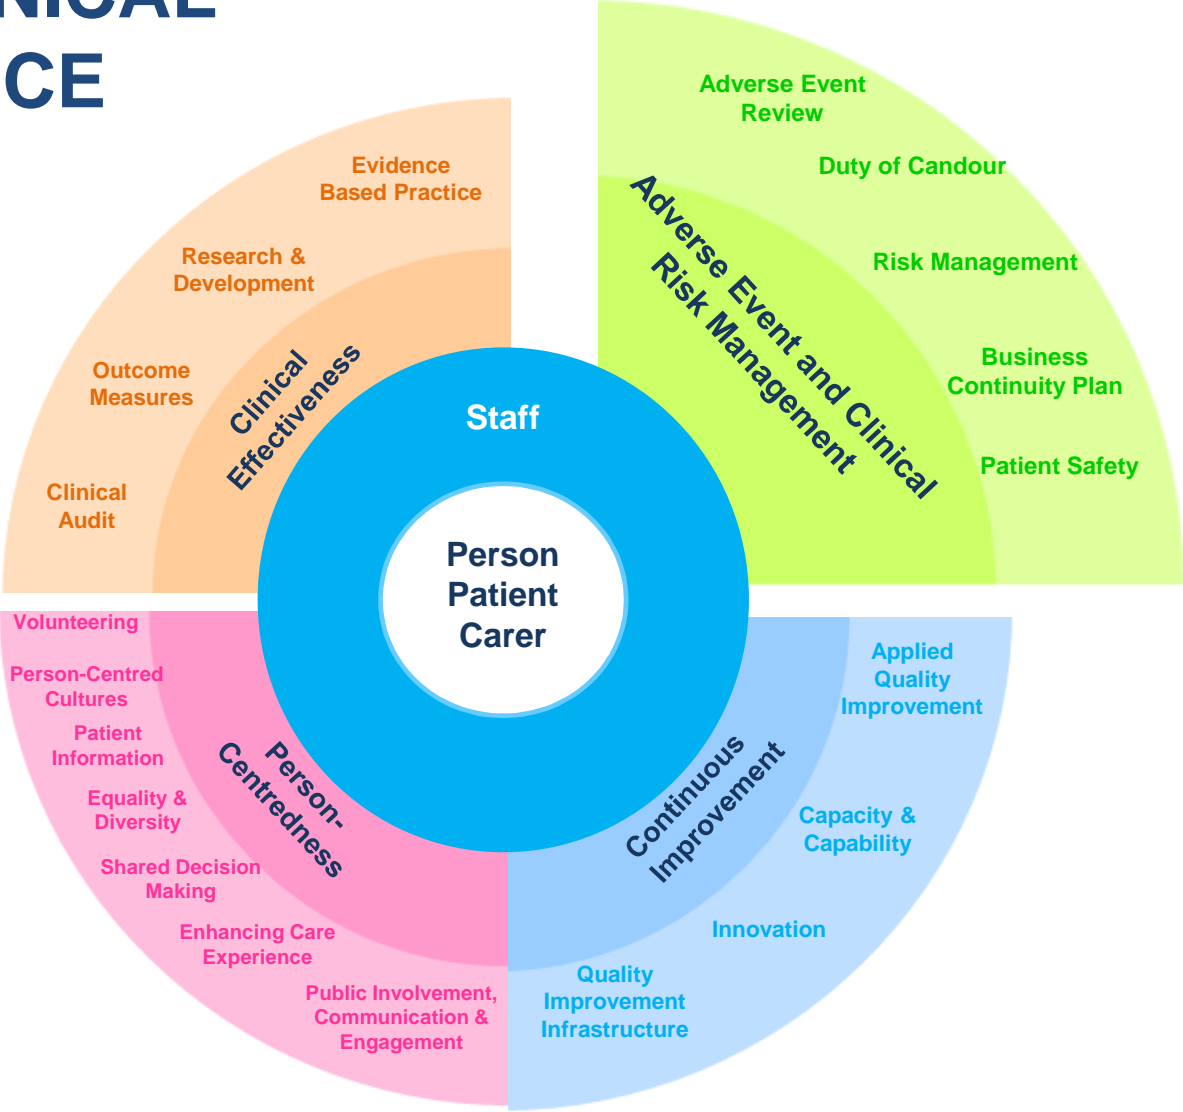 CE
Evidence
Based Practice
Research &
Development
Outcome
Measures
Clinical
Audit
Clinical
Effectiveness
Adverse Event
Review
Duty of Candour
Risk Management
Business
Continuity Plan
Patient Safety
Adverse Event and Clinical
Risk Management
Staff
Person
Patient
Carer
Volunteering
Person-Centred
Cultures
Patient
Information
Equality &
Diversity
Shared Decision
Making
Enhancing Care
Experience
Public Involvement,
Communication &
Engagement
Person-
Centredness
Continuous
Improvement
Applied
Quality
Improvement
Capacity &
Capability
Innovation
Quality
Improvement
Infrastructure